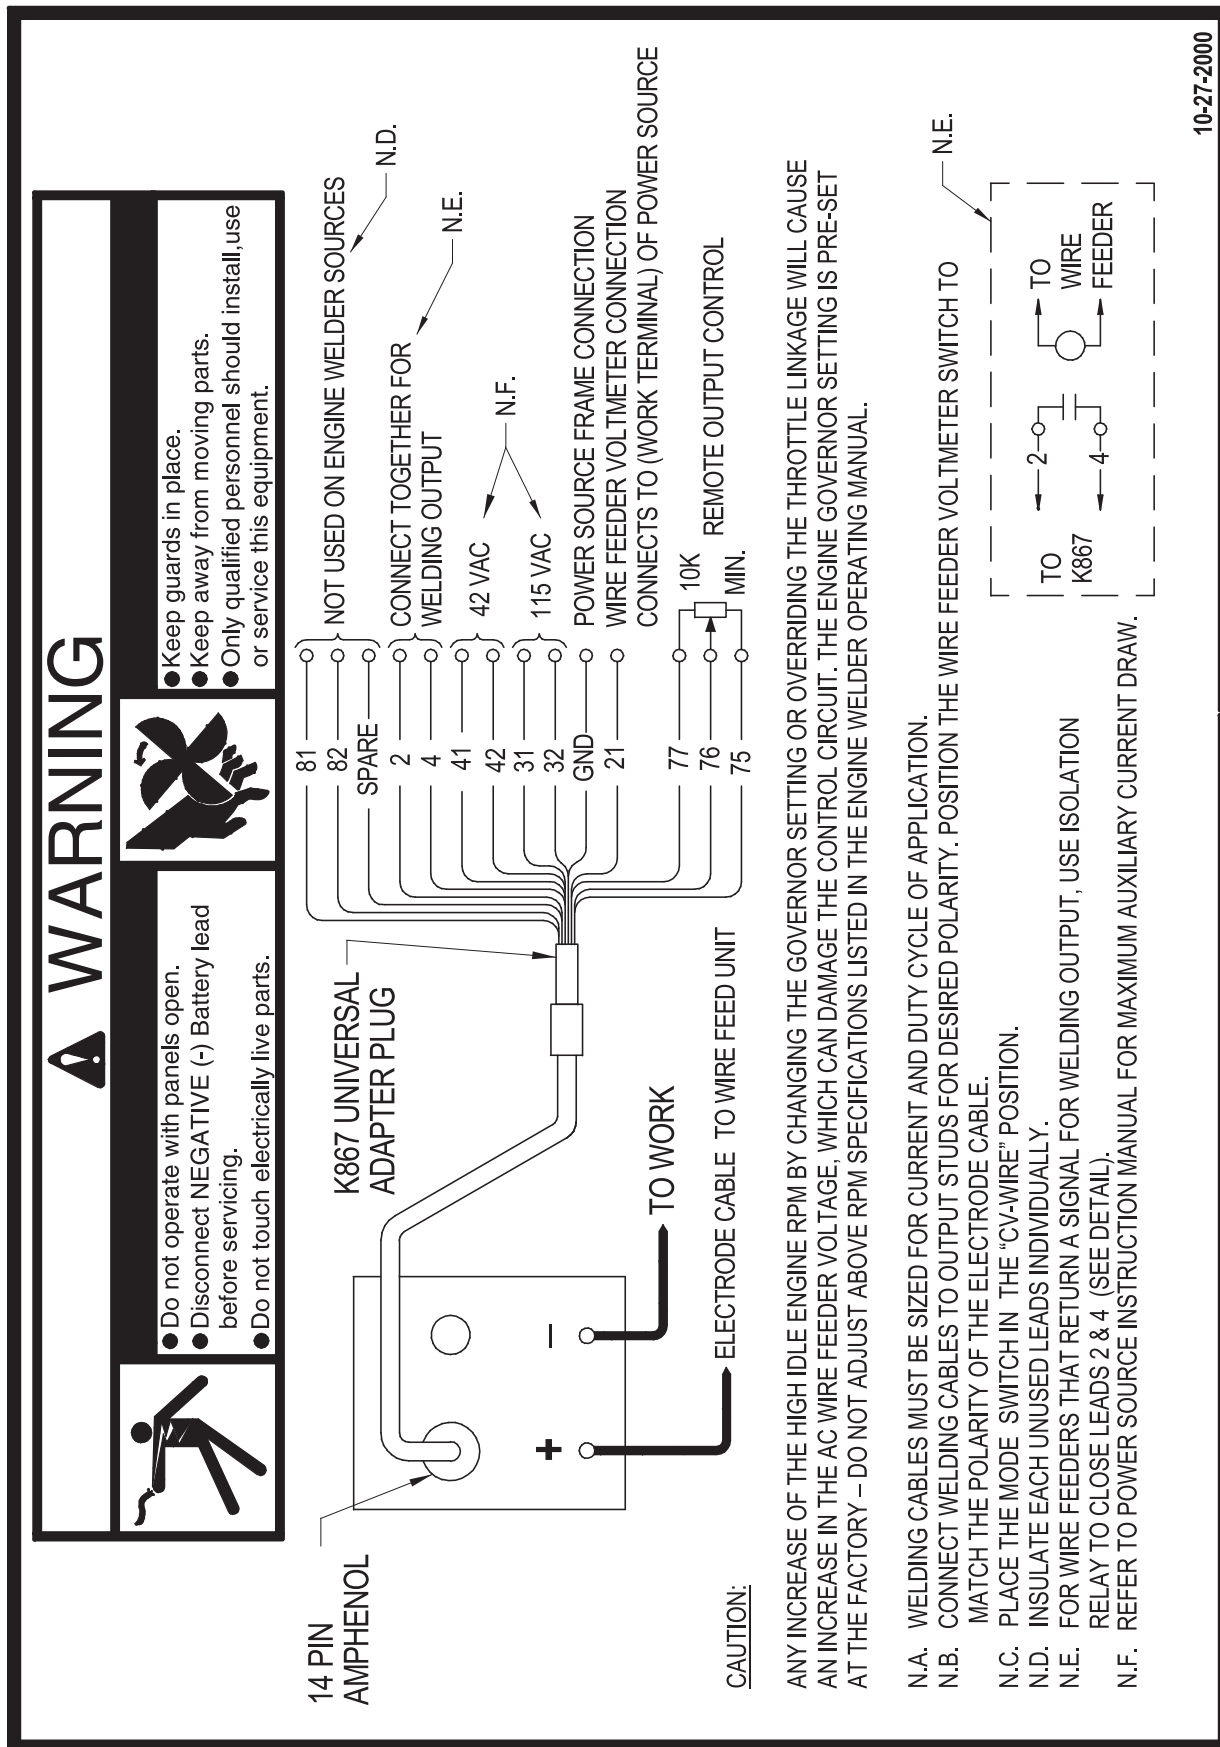 WARNING
● Do not operate with panels open.
● Disconnect NEGATIVE (-) Battery lead
before servicing.
● Do not touch electrically live parts.
● Keep guards in place.
● Keep away from moving parts.
● Only qualified personnel should install,use
or service this equipment.
14 PIN
AMPHENOL
K867 UNIVERSAL
ADAPTER PLUG
+
–
TO WORK
ELECTRODE CABLE TO WIRE FEED UNIT
81
82
SPARE
2
4
41
42
31
32
GND
21
77
76
75
NOT USED ON ENGINE WELDER SOURCES
N.D.
CONNECT TOGETHER FOR
WELDING OUTPUT
N.E.
42 VAC
115 VAC
N.F.
POWER SOURCE FRAME CONNECTION
WIRE FEEDER VOLTMETER CONNECTION
CONNECTS TO (WORK TERMINAL) OF POWER SOURCE
10K
REMOTE OUTPUT CONTROL
MIN.
CAUTION:
ANY INCREASE OF THE HIGH IDLE ENGINE RPM BY CHANGING THE GOVERNOR SETTING OR OVERRIDING THE THROTTLE LINKAGE WILL CAUSE
AN INCREASE IN THE AC WIRE FEEDER VOLTAGE, WHICH CAN DAMAGE THE CONTROL CIRCUIT. THE ENGINE GOVERNOR SETTING IS PRE-SET
AT THE FACTORY – DO NOT ADJUST ABOVE RPM SPECIFICATIONS LISTED IN THE ENGINE WELDER OPERATING MANUAL.
N.A. WELDING CABLES MUST BE SIZED FOR CURRENT AND DUTY CYCLE OF APPLICATION.
N.B. CONNECT WELDING CABLES TO OUTPUT STUDS FOR DESIRED POLARITY. POSITION THE WIRE FEEDER VOLTMETER SWITCH TO
MATCH THE POLARITY OF THE ELECTRODE CABLE.
N.C. PLACE THE MODE SWITCH IN THE "CV-WIRE" POSITION.
N.D. INSULATE EACH UNUSED LEADS INDIVIDUALLY.
N.E. FOR WIRE FEEDERS THAT RETURN A SIGNAL FOR WELDING OUTPUT, USE ISOLATION
RELAY TO CLOSE LEADS 2 & 4 (SEE DETAIL).
N.F. REFER TO POWER SOURCE INSTRUCTION MANUAL FOR MAXIMUM AUXILIARY CURRENT DRAW.
N.E.
TO
K867
2
4
TO
WIRE
FEEDER
10-27-2000